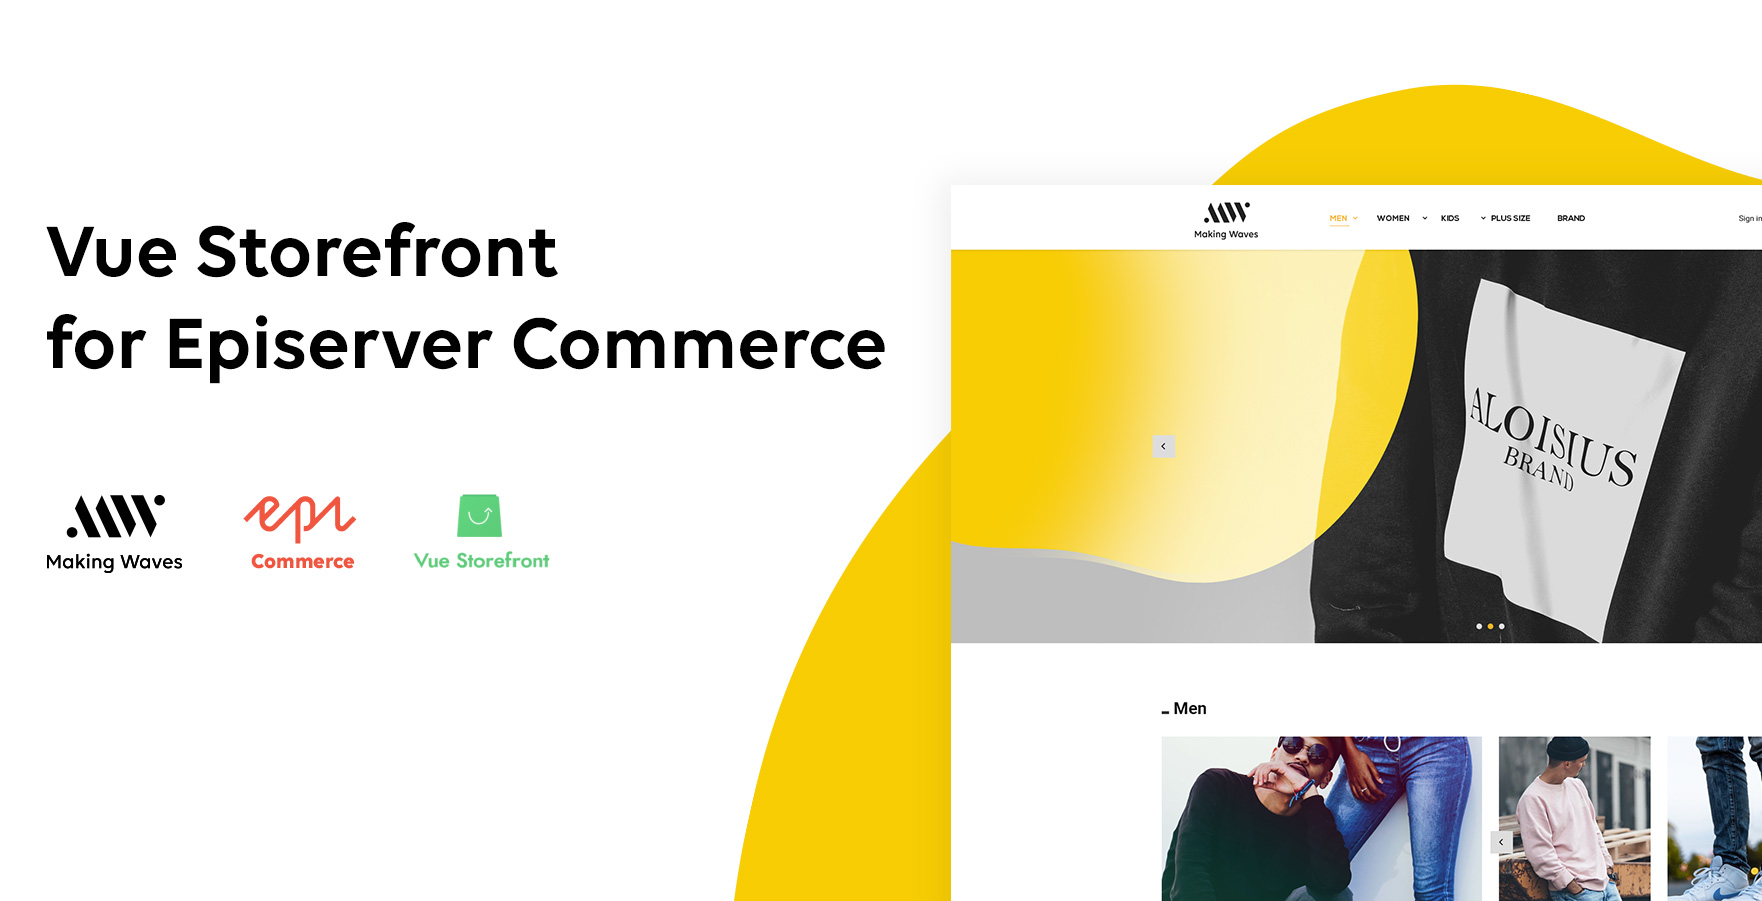 Vue Storefront
for Episerver Commerce
Making Waves
epi
Commerce
Vue Storefront
Making Waves
MEN WOMEN KIDS PLUS SIZE BRAND
Sign in
ALOISIUS
BRAND
Men